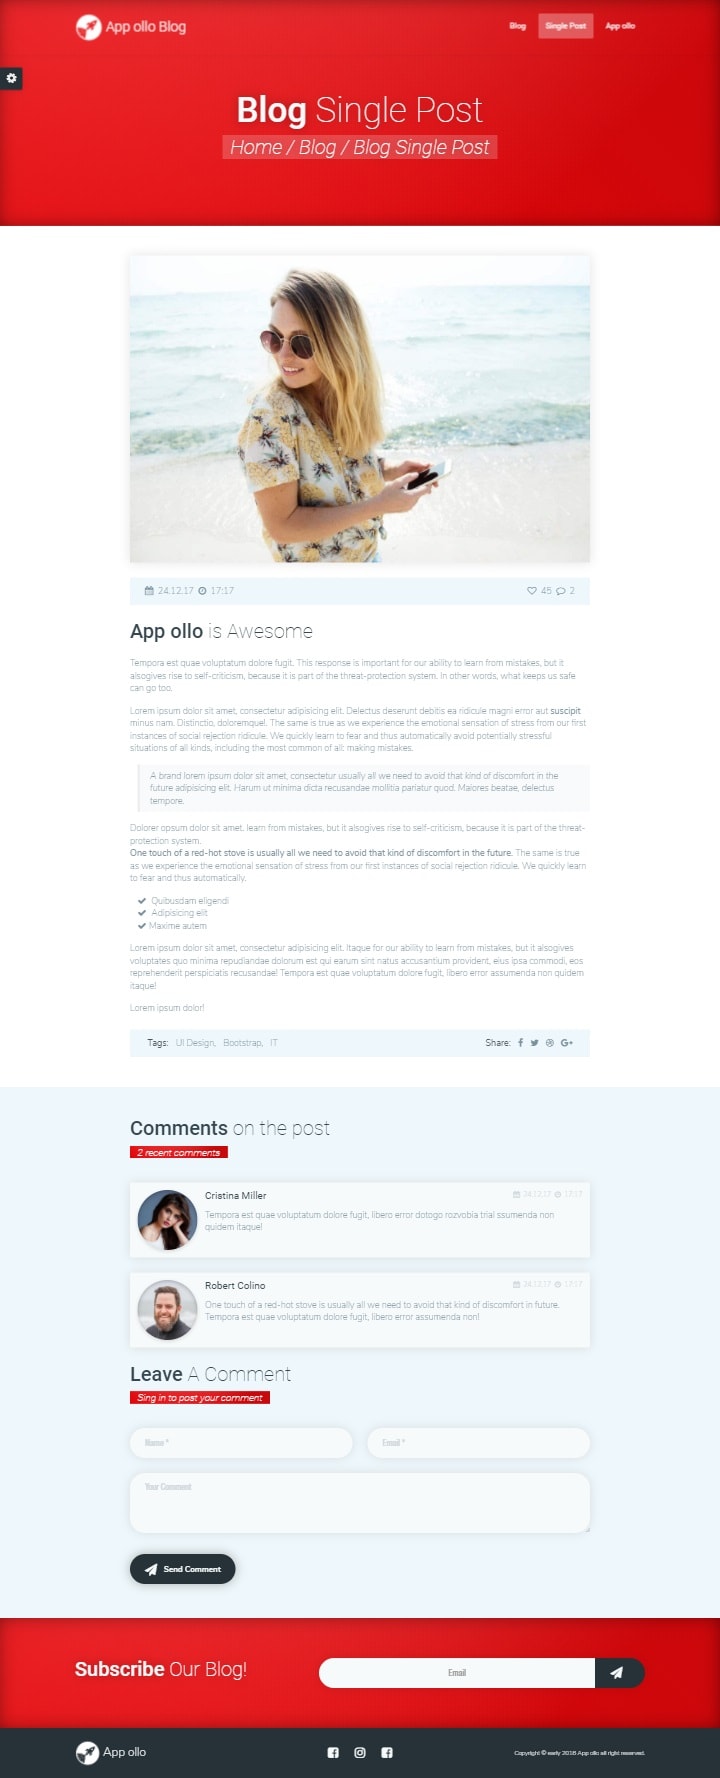 App ollo Blog
Blog Single Post App ollo
Blog Single Post
Home / Blog / Blog Single Post
24.12.17 17:17 45 2
App ollo is Awesome
Tempora est quae voluptatum dolore fugit. This response is important for our ability to learn from mistakes, but it
alsogives rise to self-criticism, because it is part of the threat-protection system. In other words, what keeps us safe
can go too.
Lorem ipsum dolor sit amet, consectetur adipisicing elit. Delectus deserunt debitis ea ridicule magni error aut suscipit
minus nam. Distinctio, doloremque!. The same is true as we experience the emotional sensation of stress from our first
instances of social rejection ridicule. We quickly learn to fear and thus automatically avoid potentially stressful
situations of all kinds, including the most common of all: making mistakes.
A brand lorem ipsum dolor sit amet, consectetur usually all we need to avoid that kind of discomfort in the
future adipisicing elit. Harum ut minima dicta recusandae mollitia pariatur quod. Maiores beatae, delectus
tempore.
Dolorer opsum dolor sit amet. learn from mistakes, but it alsogives rise to self-criticism, because it is part of the threat-
protection system.
One touch of a red-hot stove is usually all we need to avoid that kind of discomfort in the future. The same is true
as we experience the emotional sensation of stress from our first instances of social rejection ridicule. We quickly learn
to fear and thus automatically.
Quibusdam eligendi
Adipisicing elit
Maxime autem
Lorem ipsum dolor sit amet, consectetur adipisicing elit. Itaque for our ability to learn from mistakes, but it alsogives
voluptates quo minima repudiandae dolorum est qui earum sint natus accusantium provident, eius ipsa commodi, eos
reprehenderit perspiciatis recusandae! Tempora est quae voluptatum dolore fugit, libero error assumenda non quidem
itaque!
Lorem ipsum dolor!
Tags: UI Design, Bootstrap, IT Share:
Comments on the post
2 recent comments
Cristina Miller 24.12.17 17:17
Tempora est quae voluptatum dolore fugit, libero error dotogo rozvobia trial ssumenda non
quidem itaque!
Robert Colino 24.12.17 17:17
One touch of a red-hot stove is usually all we need to avoid that kind of discomfort in future.
Tempora est quae voluptatum dolore fugit, libero error assumenda non!
Leave A Comment
Sing in to post your comment
Name * Email *
Your Comment
Send Comment
Subscribe Our Blog!
Email
App ollo
Copyright © early 2018 App ollo all right reserved.